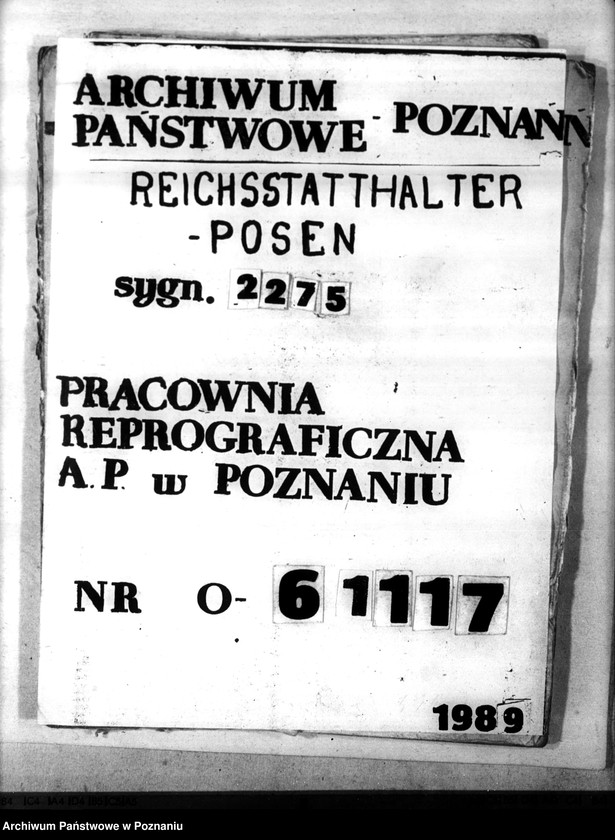 ARCHIWUM
PAŃSTWOWE - POZNAŃ
REICHSSTATTHALTER
- POSEN
sygn. 2275
PRACOWNIA
REPROGRAFICZNA
A.P. w POZNANIU
NR O- 61117
1989
Archiwum Państwowe w Poznaniu